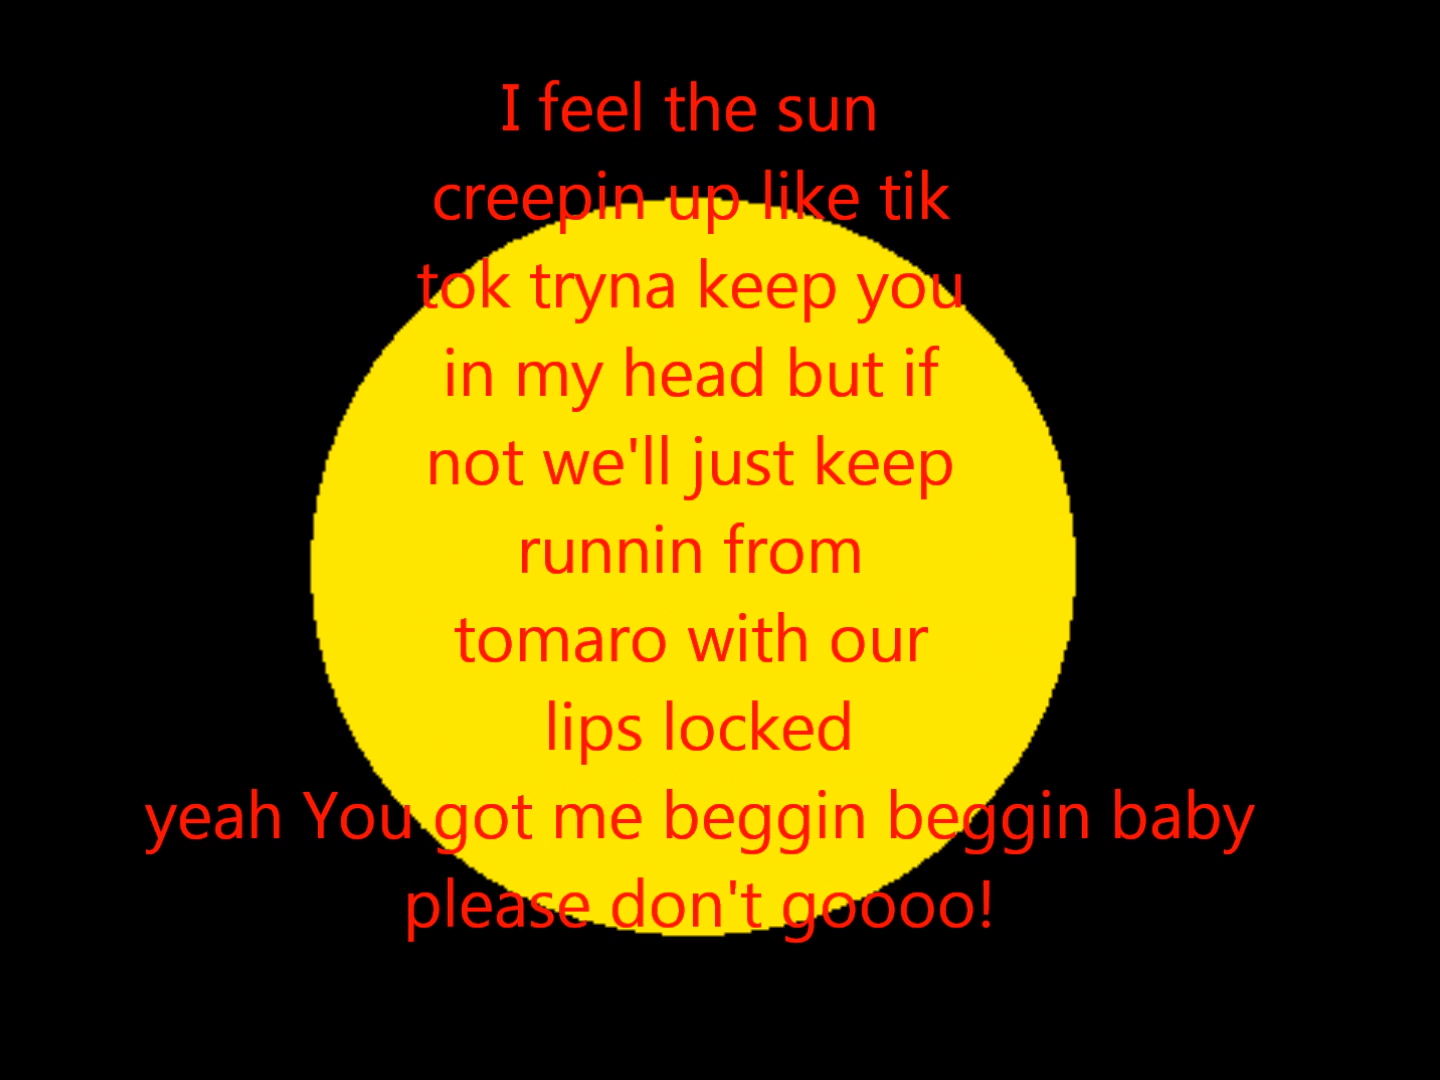 I feel the sun
creepin up like tik
tok tryna keep you
in my head but if
not we'll just keep
runnin from
tomaro with our
lips locked
yeah You got me beggin beggin baby
please don't goooo!